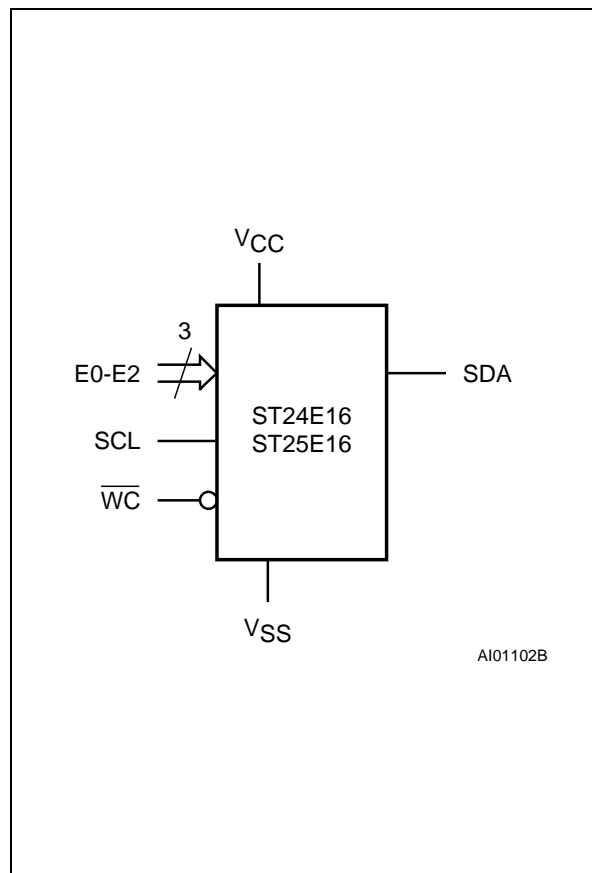 VCC
3
E0-E2
SDA
ST24E16
SCL
ST25E16
WC
VSS
AI01102B